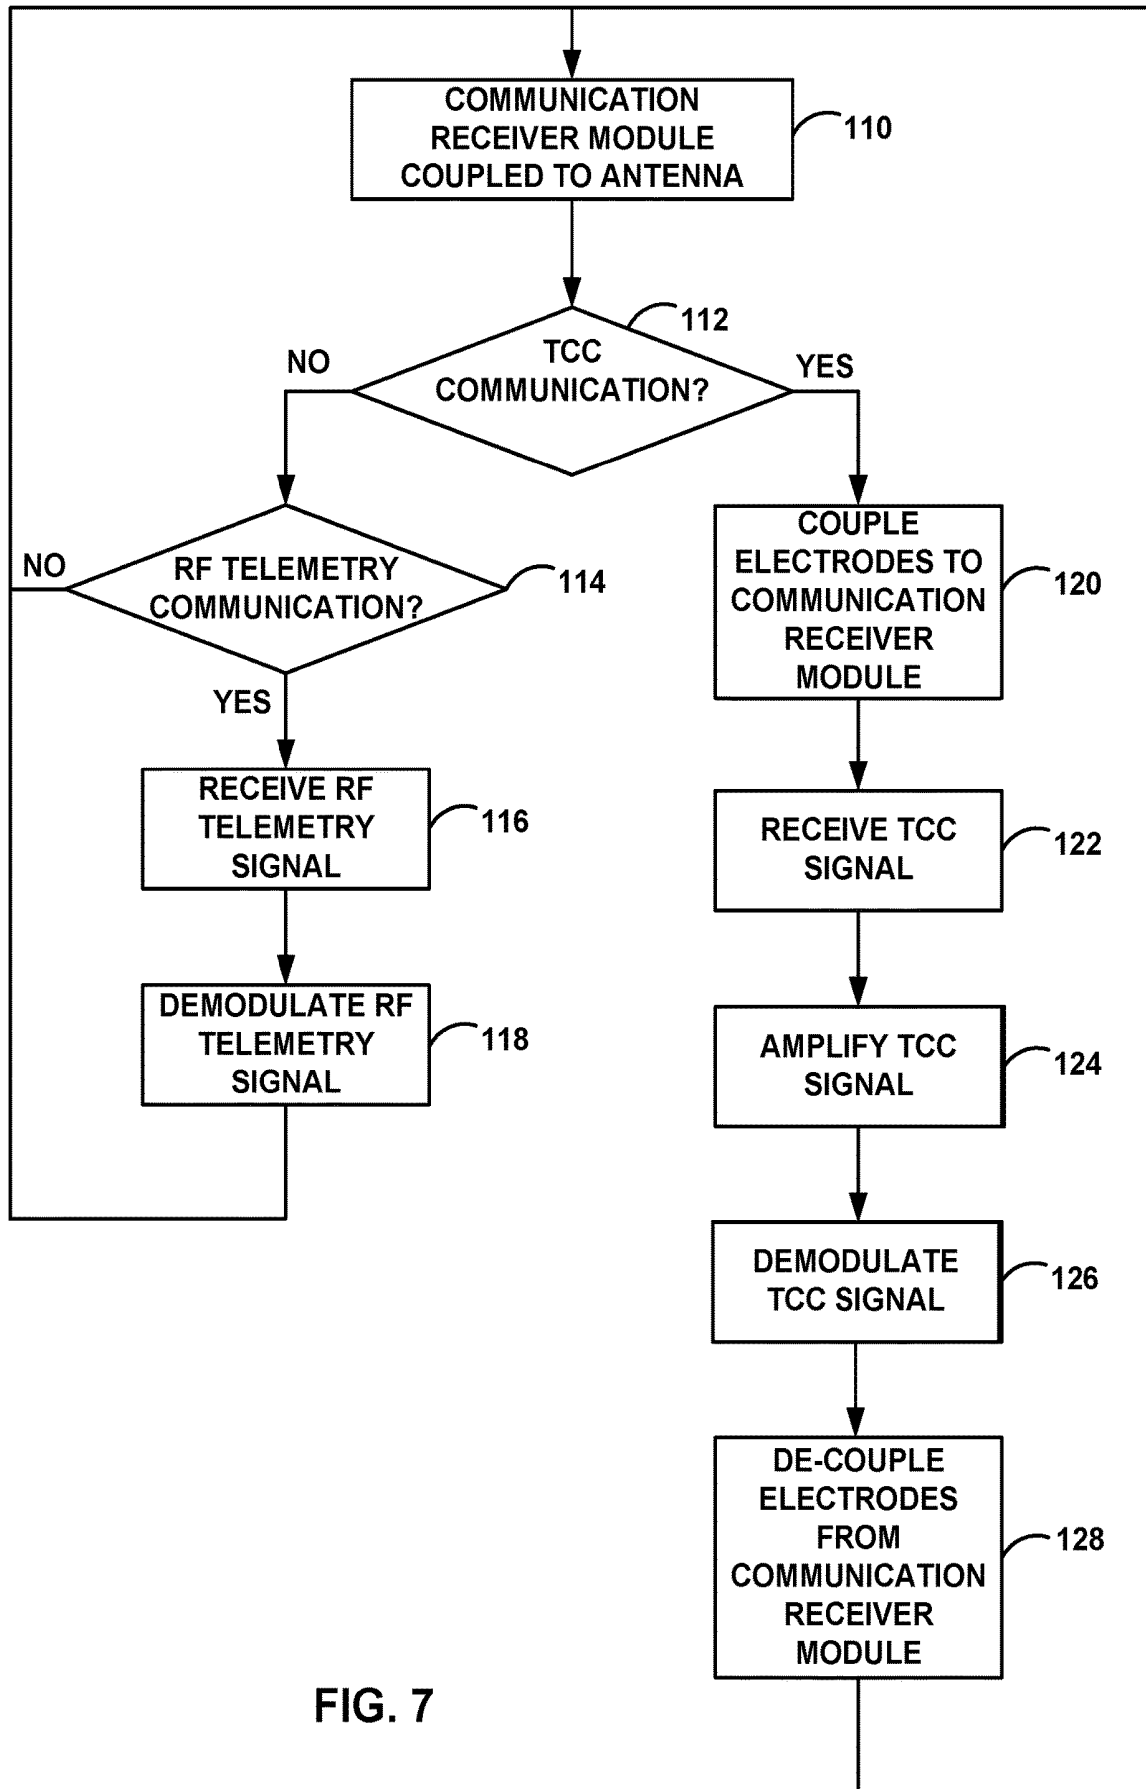 COMMUNICATION
RECEIVER MODULE
COUPLED TO ANTENNA
110
112
TCC
COMMUNICATION?
NO
YES
RF TELEMETRY
COMMUNICATION?
114
NO
YES
RECEIVE RF
TELEMETRY
SIGNAL
116
DEMODULATE RF
TELEMETRY
SIGNAL
118
COUPLE
ELECTRODES TO
COMMUNICATION
RECEIVER
MODULE
120
RECEIVE TCC
SIGNAL
122
AMPLIFY TCC
SIGNAL
124
DEMODULATE
TCC SIGNAL
126
DE-COUPLE
ELECTRODES
FROM
COMMUNICATION
RECEIVER
MODULE
128
FIG. 7